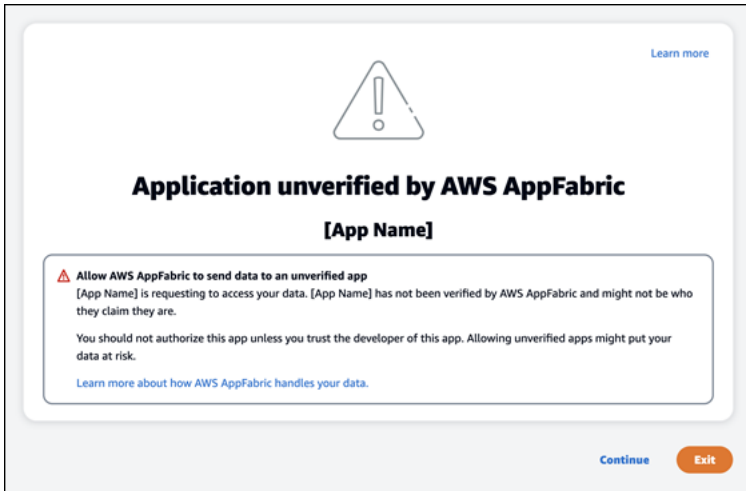 Learn more
Application unverified by AWS AppFabric
[App Name]
Allow AWS AppFabric to send data to an unverified app
[App Name] is requesting to access your data. [App Name] has not been verified by AWS AppFabric and might not be who
they claim they are.
You should not authorize this app unless you trust the developer of this app. Allowing unverified apps might put your
data at risk.
Learn more about how AWS AppFabric handles your data.
Continue
Exit